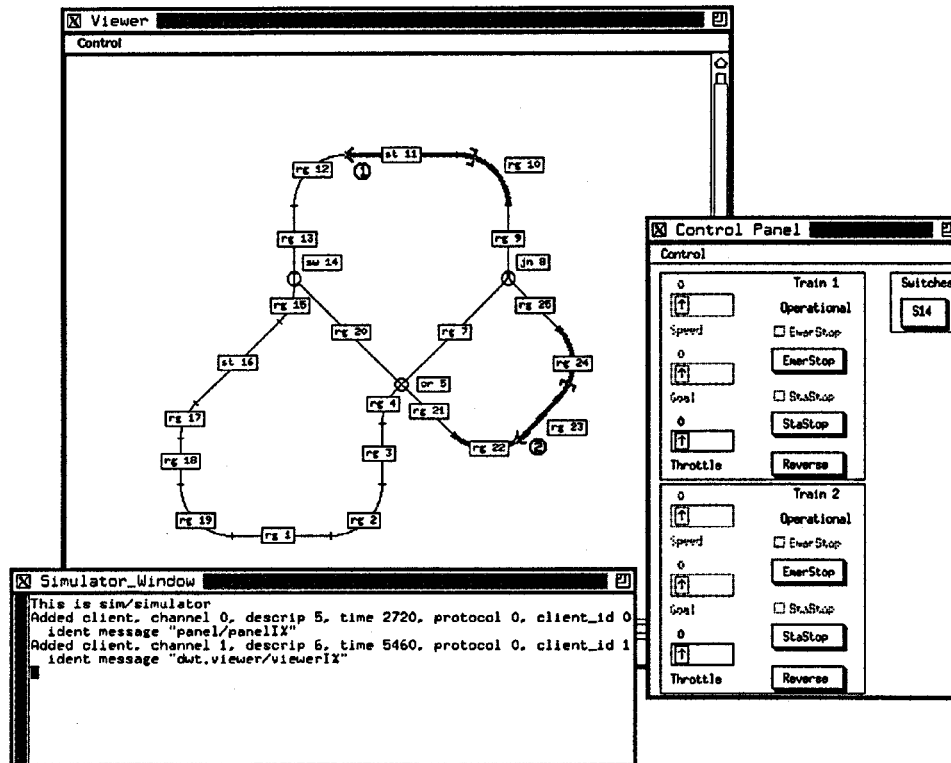 Viewer
Control
st 11
rg 12
rg 10
1
rg 13
rg 9
sw 14
jn 8
rg 15
rg 25
rg 20
rg 7
st 16
rg 24
cr 5
rg 4
rg 21
rg 17
rg 23
rg 22
2
rg 18
rg 3
rg 19
rg 2
rg 1
Control Panel
Control
0 Train 1
Operational
Speed EmerStop
0 EmerStop
Goal StaStop
0 StaStop
Throttle Reverse
0 Train 2
Operational
Speed EmerStop
0 EmerStop
Goal StaStop
0 StaStop
Throttle Reverse
Switches
S14
Simulator_Window
This is sim/simulator
Added client, channel 0, descrip 5, time 2720, protocol 0, client_id 0
ident message "panel/panelIX"
Added client, channel 1, descrip 6, time 5460, protocol 0, client_id 1
ident message "dwt.viewer/viewerIX"